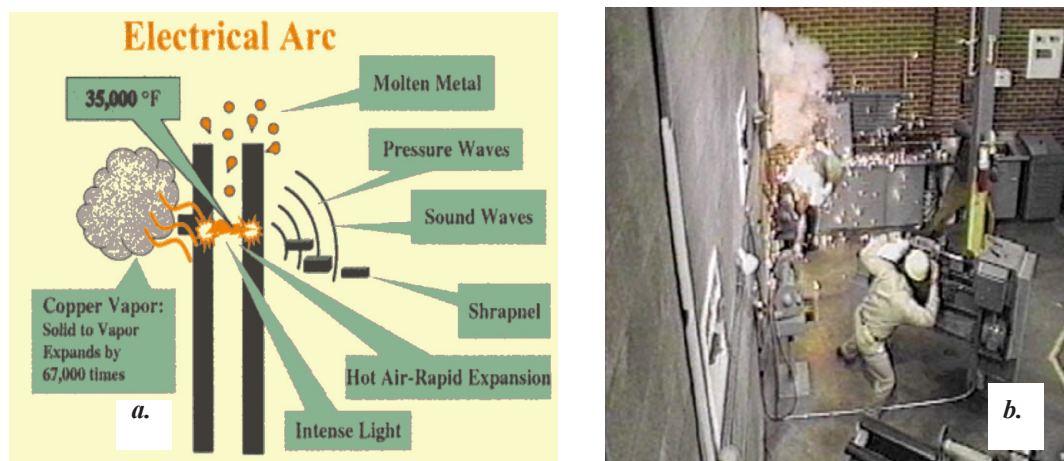 Electrical Arc
35,000 °F
Molten Metal
Pressure Waves
Sound Waves
Shrapnel
Copper Vapor:
Solid to Vapor
Expands by
67,000 times
Hot Air-Rapid Expansion
Intense Light
a.
b.